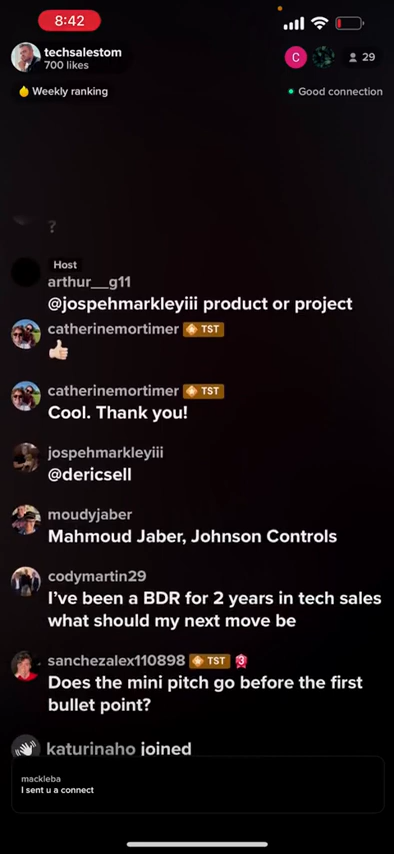 8:42
techsalestom
700 likes
C
29
Weekly ranking
Good connection
?
Host
arthur__g11
@jospehmarkleyiii product or project
catherinemortimer TST
catherinemortimer TST
Cool. Thank you!
jospehmarkleyiii
@dericsell
moudyjaber
Mahmoud Jaber, Johnson Controls
codymartin29
I've been a BDR for 2 years in tech sales
what should my next move be
sanchezalex110898 TST 3
Does the mini pitch go before the first
bullet point?
katurinaho joined
mackleba
I sent u a connect